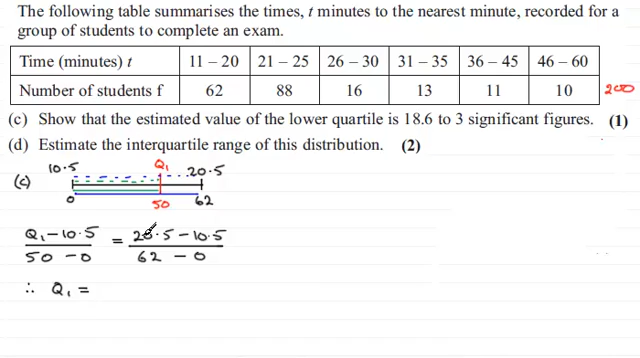 The following table summarises the times, t minutes to the nearest minute, recorded for a
group of students to complete an exam.
Time (minutes) t 11 – 20 21 – 25 26 – 30 31 – 35 36 – 45 46 – 60
Number of students f 62 88 16 13 11 10 200
(c) Show that the estimated value of the lower quartile is 18.6 to 3 significant figures. (1)
(d) Estimate the interquartile range of this distribution. (2)
10.5 Q₁ 20.5
(c)
0 50 62
Q₁ – 10.5 = 20.5 – 10.5
50 – 0 62 – 0
∴ Q₁ =